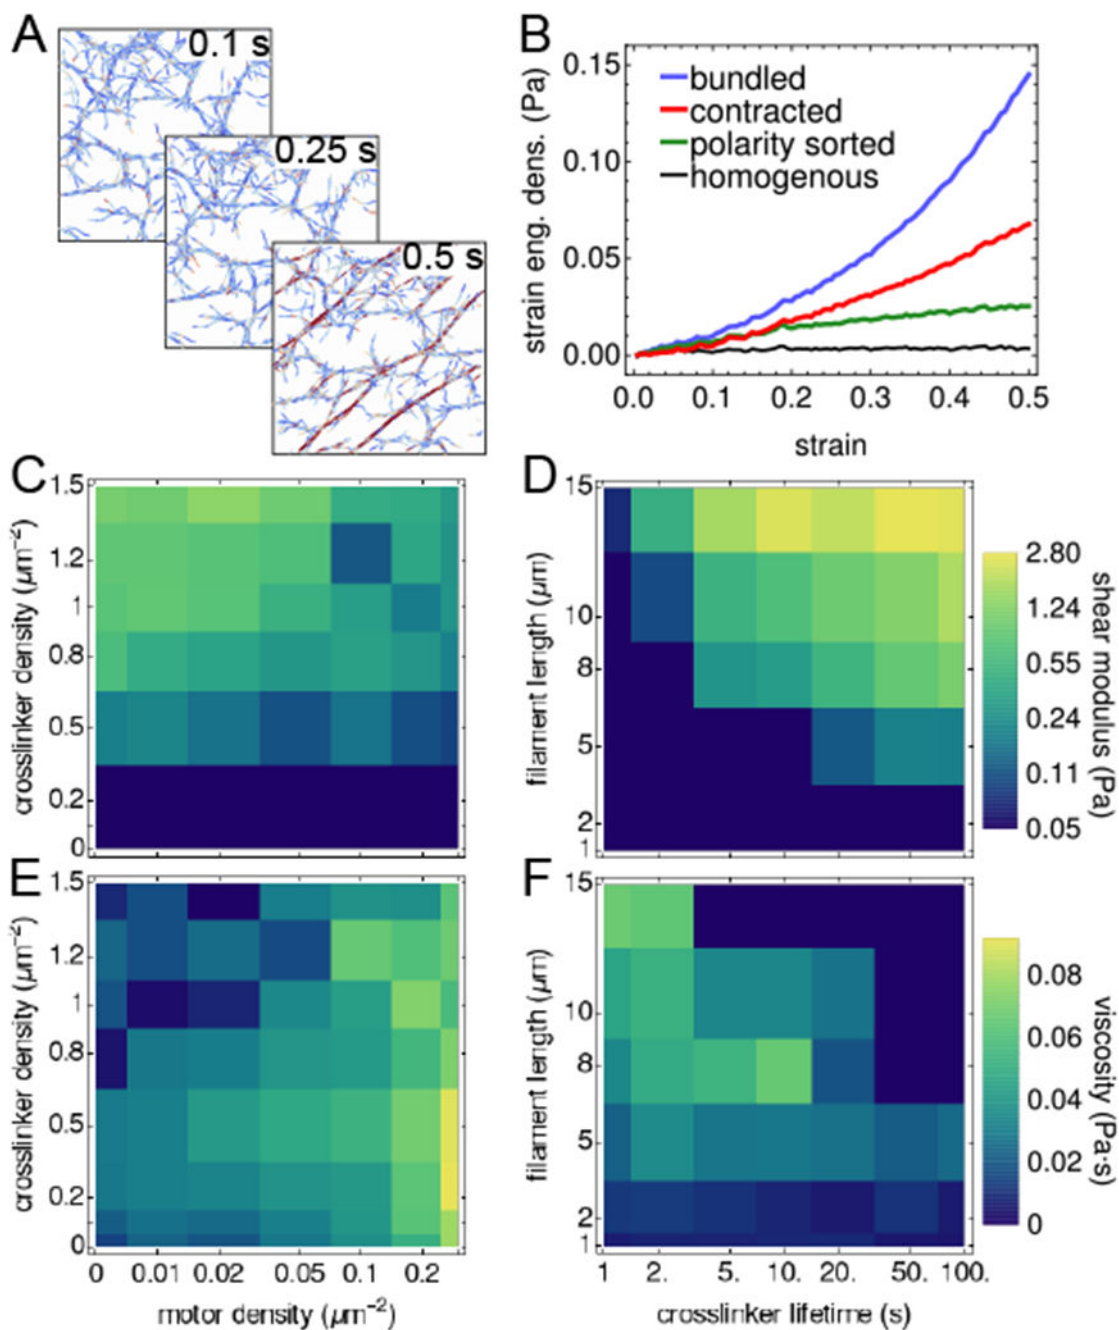 A
0.1 s
0.25 s
0.5 s
B
strain eng. dens. (Pa)
0.15
0.10
0.05
0.00
bundled
contracted
polarity sorted
homogenous
0.0 0.1 0.2 0.3 0.4 0.5
strain
C
crosslinker density (μm⁻²)
1.5
1.2
1
0.8
0.5
0.2
0
D
filament length (μm)
15
10
8
5
2
1
2.80
1.24
0.55
0.24
0.11
0.05
shear modulus (Pa)
E
crosslinker density (μm⁻²)
1.5
1.2
1
0.8
0.5
0.2
0
0 0.01 0.02 0.05 0.1 0.2
motor density (μm⁻²)
F
filament length (μm)
15
10
8
5
2
1
1 2. 5. 10. 20. 50. 100.
crosslinker lifetime (s)
0.08
0.06
0.04
0.02
0
viscosity (Pa·s)